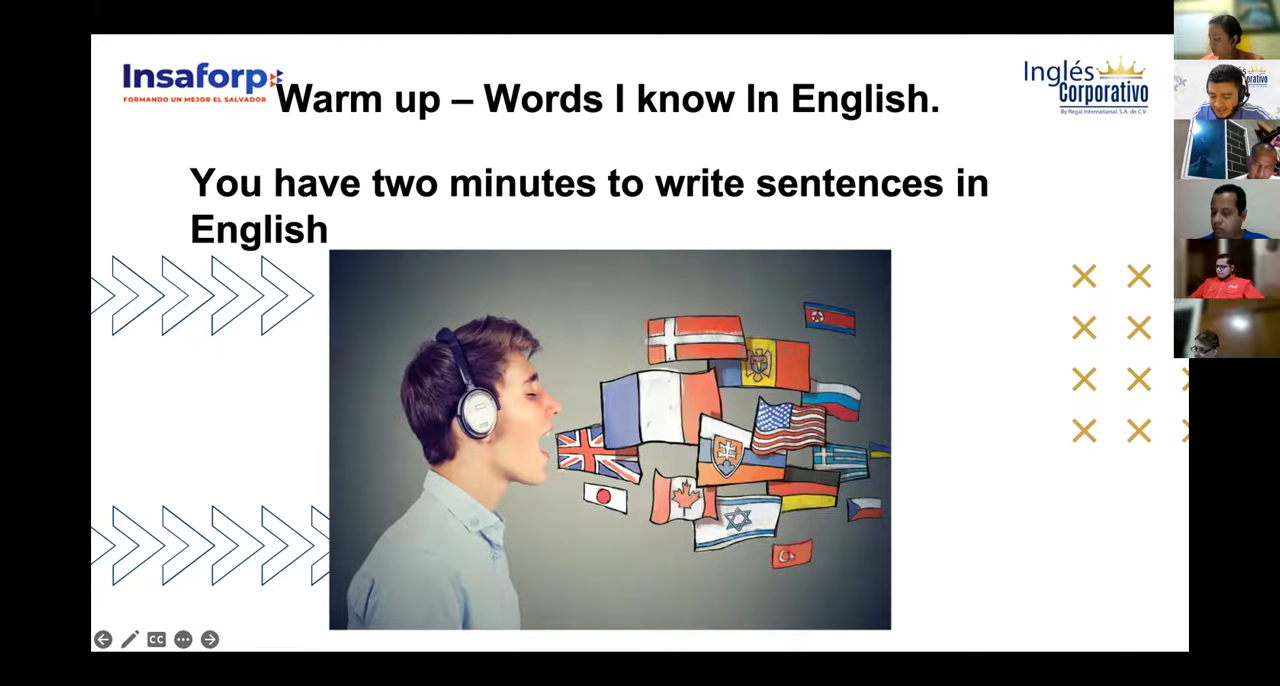 Insaforp
FORMANDO UN MEJOR EL SALVADOR
Warm up – Words I know In English.
Inglés
Corporativo
By Regal International, S.A. de C.V.
You have two minutes to write sentences in
English
CC